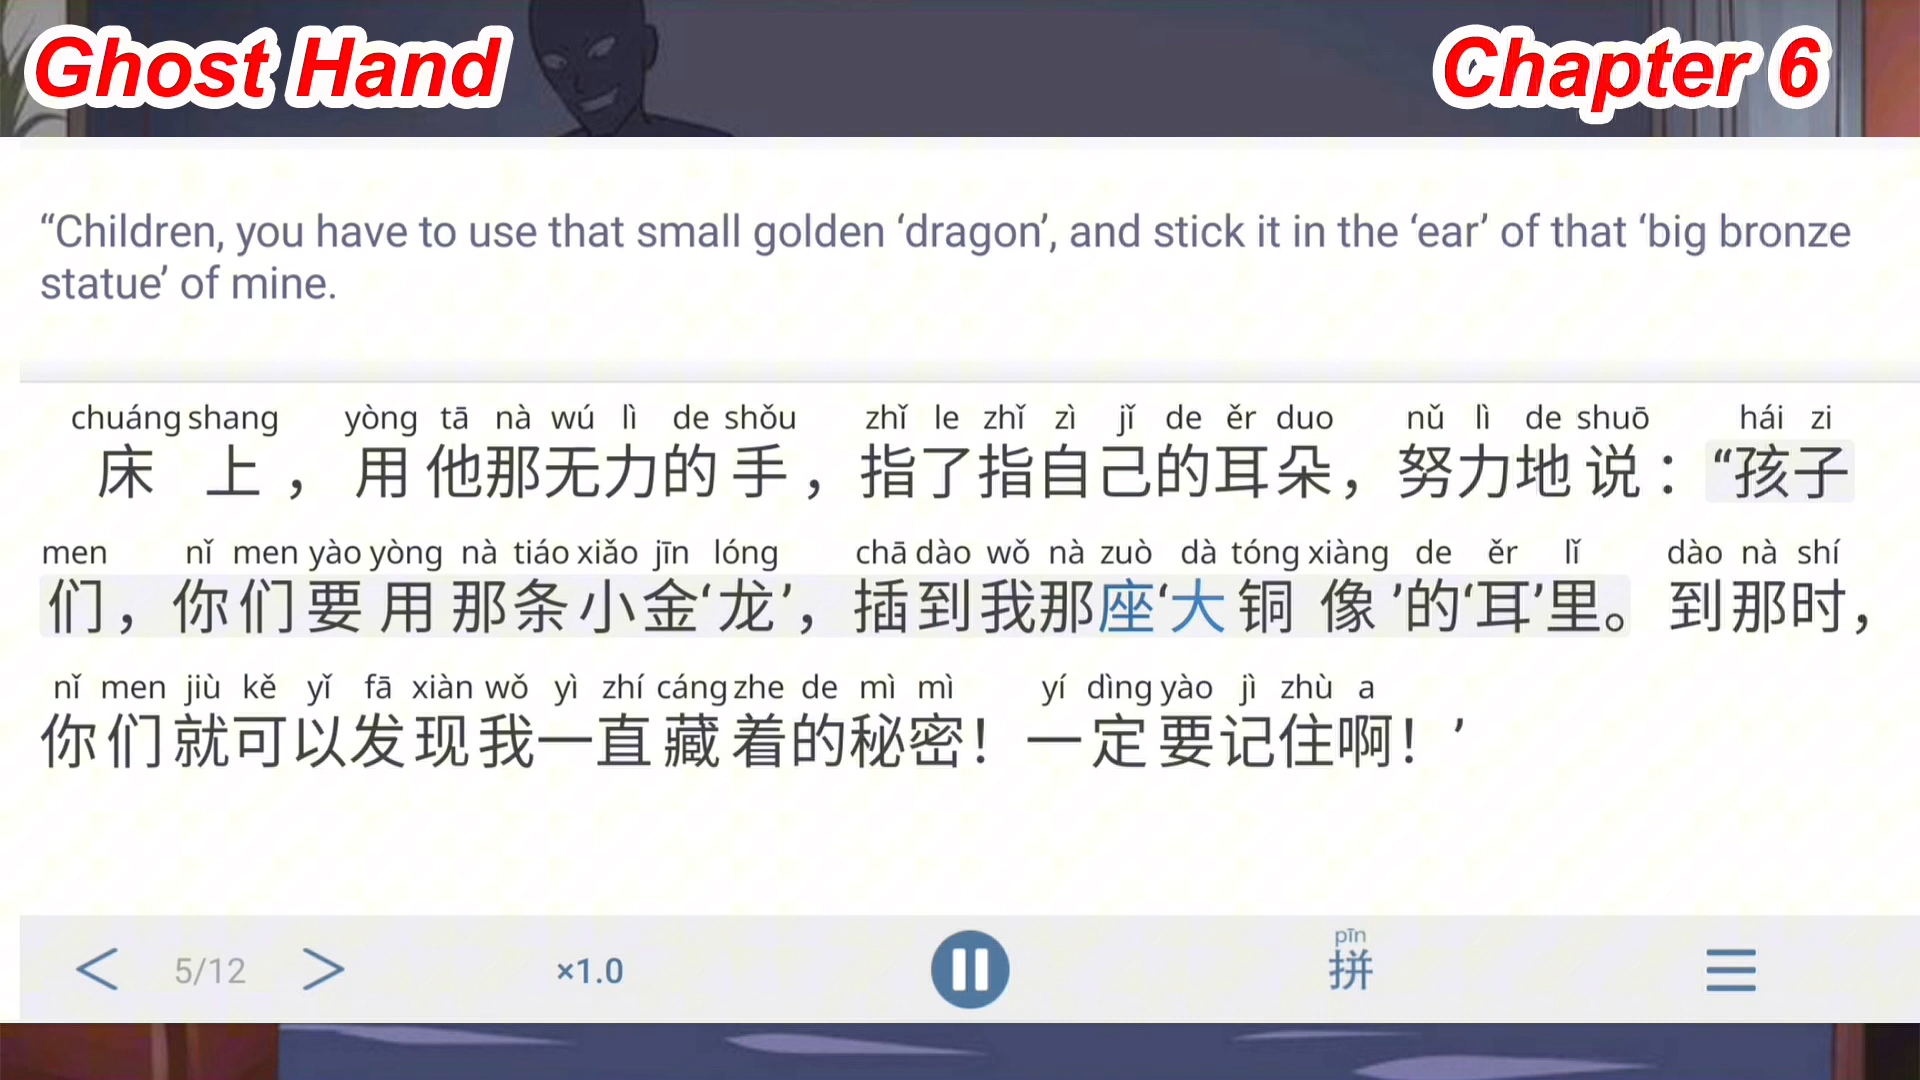 Ghost Hand
Chapter 6
“Children, you have to use that small golden ‘dragon’, and stick it in the ‘ear’ of that ‘big bronze
statue’ of mine.
chuáng shang yòng tā nà wú lì de shǒu zhǐ le zhǐ zì jǐ de ěr duo nǔ lì de shuō hái zi
床上，用他那无力的手，指了指自己的耳朵，努力地说：“孩子
men nǐ men yào yòng nà tiáo xiǎo jīn lóng chā dào wǒ nà zuò dà tóng xiàng de ěr lǐ dào nà shí
们，你们要用那条小金‘龙’，插到我那座‘大铜像’的‘耳’里。到那时，
nǐ men jiù kě yǐ fā xiàn wǒ yì zhí cáng zhe de mì mì yí dìng yào jì zhù a
你们就可以发现我一直藏着的秘密！一定要记住啊！’
5/12
×1.0
pīn
拼